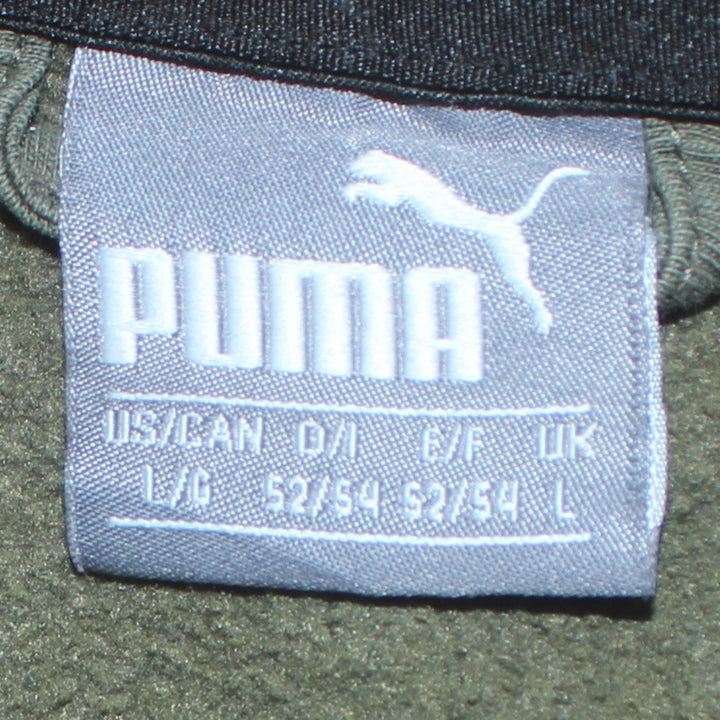 PUMA
US/CAN D/I E/F UK
L/G 52/54 52/54 L